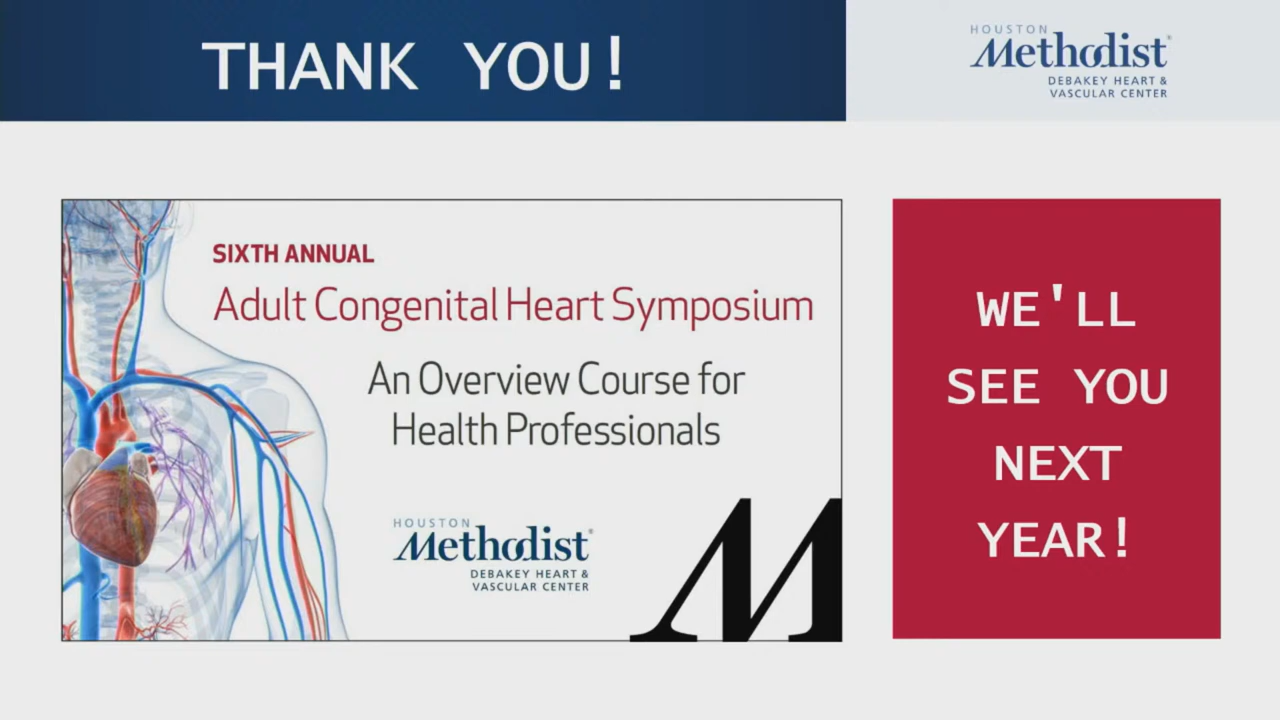 THANK YOU!
HOUSTON
Methodist®
DEBAKEY HEART &
VASCULAR CENTER
SIXTH ANNUAL
Adult Congenital Heart Symposium
An Overview Course for
Health Professionals
HOUSTON
Methodist®
DEBAKEY HEART &
VASCULAR CENTER
M
WE'LL
SEE YOU
NEXT
YEAR!